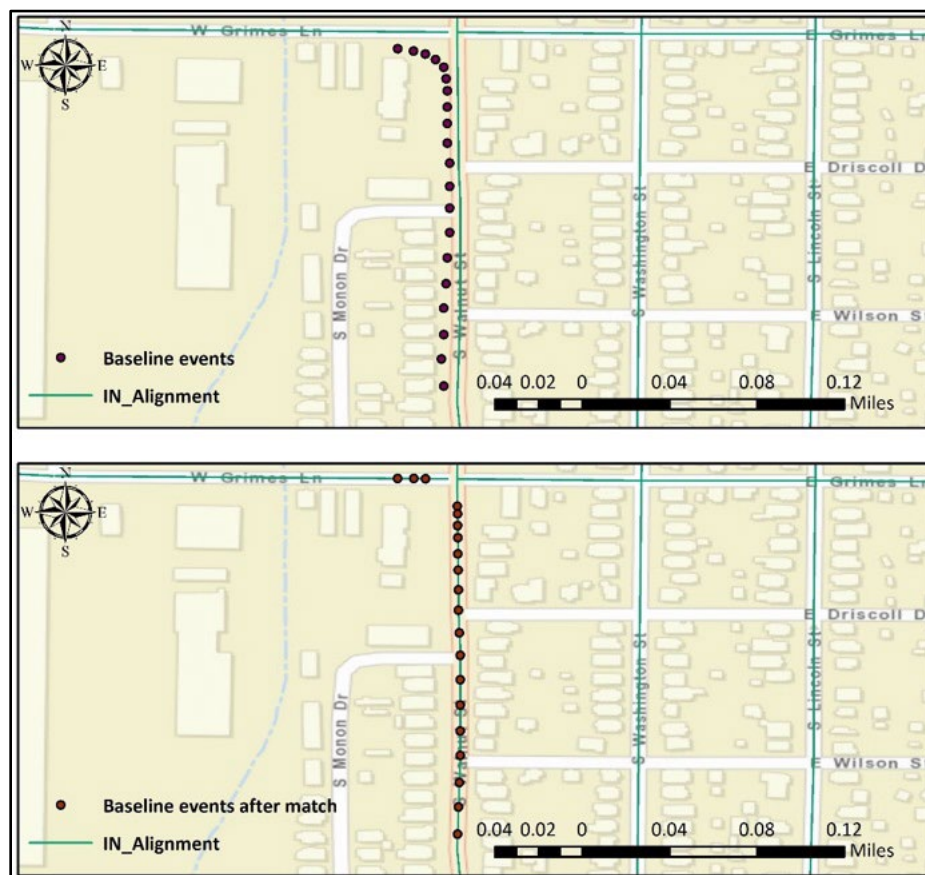 N
W E
S
W Grimes Ln
E Grimes Ln
E Driscoll D
S Monon Dr
S Walnut St
S Washington St
S Lincoln St
E Wilson S
Baseline events
IN_Alignment
0.04 0.02 0 0.04 0.08 0.12
Miles
N
W E
S
W Grimes Ln
E Grimes Ln
E Driscoll D
S Monon Dr
S Washington St
S Lincoln St
E Wilson S
Baseline events after match
IN_Alignment
0.04 0.02 0 0.04 0.08 0.12
Miles